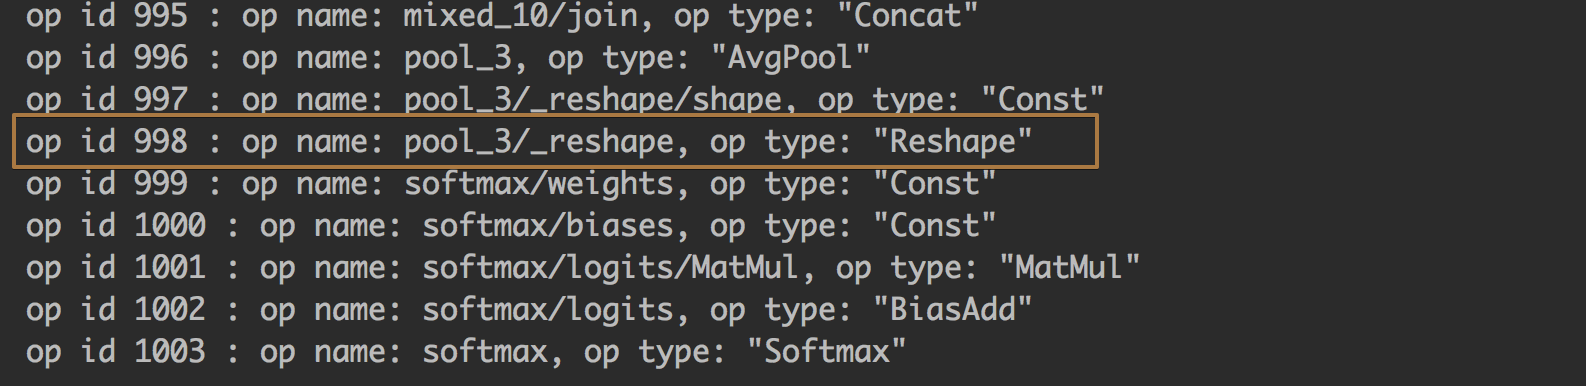 op id 995 : op name: mixed_10/join, op type: "Concat"
op id 996 : op name: pool_3, op type: "AvgPool"
op id 997 : op name: pool_3/_reshape/shape, op type: "Const"
op id 998 : op name: pool_3/_reshape, op type: "Reshape"
op id 999 : op name: softmax/weights, op type: "Const"
op id 1000 : op name: softmax/biases, op type: "Const"
op id 1001 : op name: softmax/logits/MatMul, op type: "MatMul"
op id 1002 : op name: softmax/logits, op type: "BiasAdd"
op id 1003 : op name: softmax, op type: "Softmax"